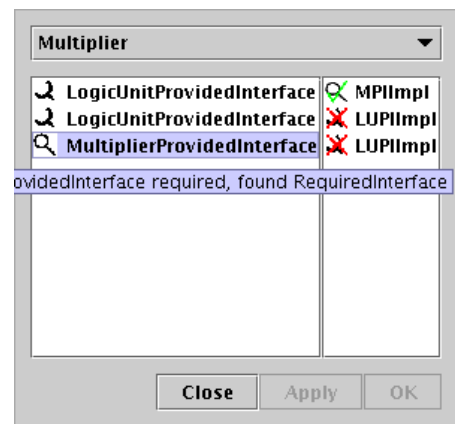 Multiplier
LogicUnitProvidedInterface MPIImpl
LogicUnitProvidedInterface LUPIImpl
MultiplierProvidedInterface LUPIImpl
ovidedInterface required, found RequiredInterface
Close Apply OK